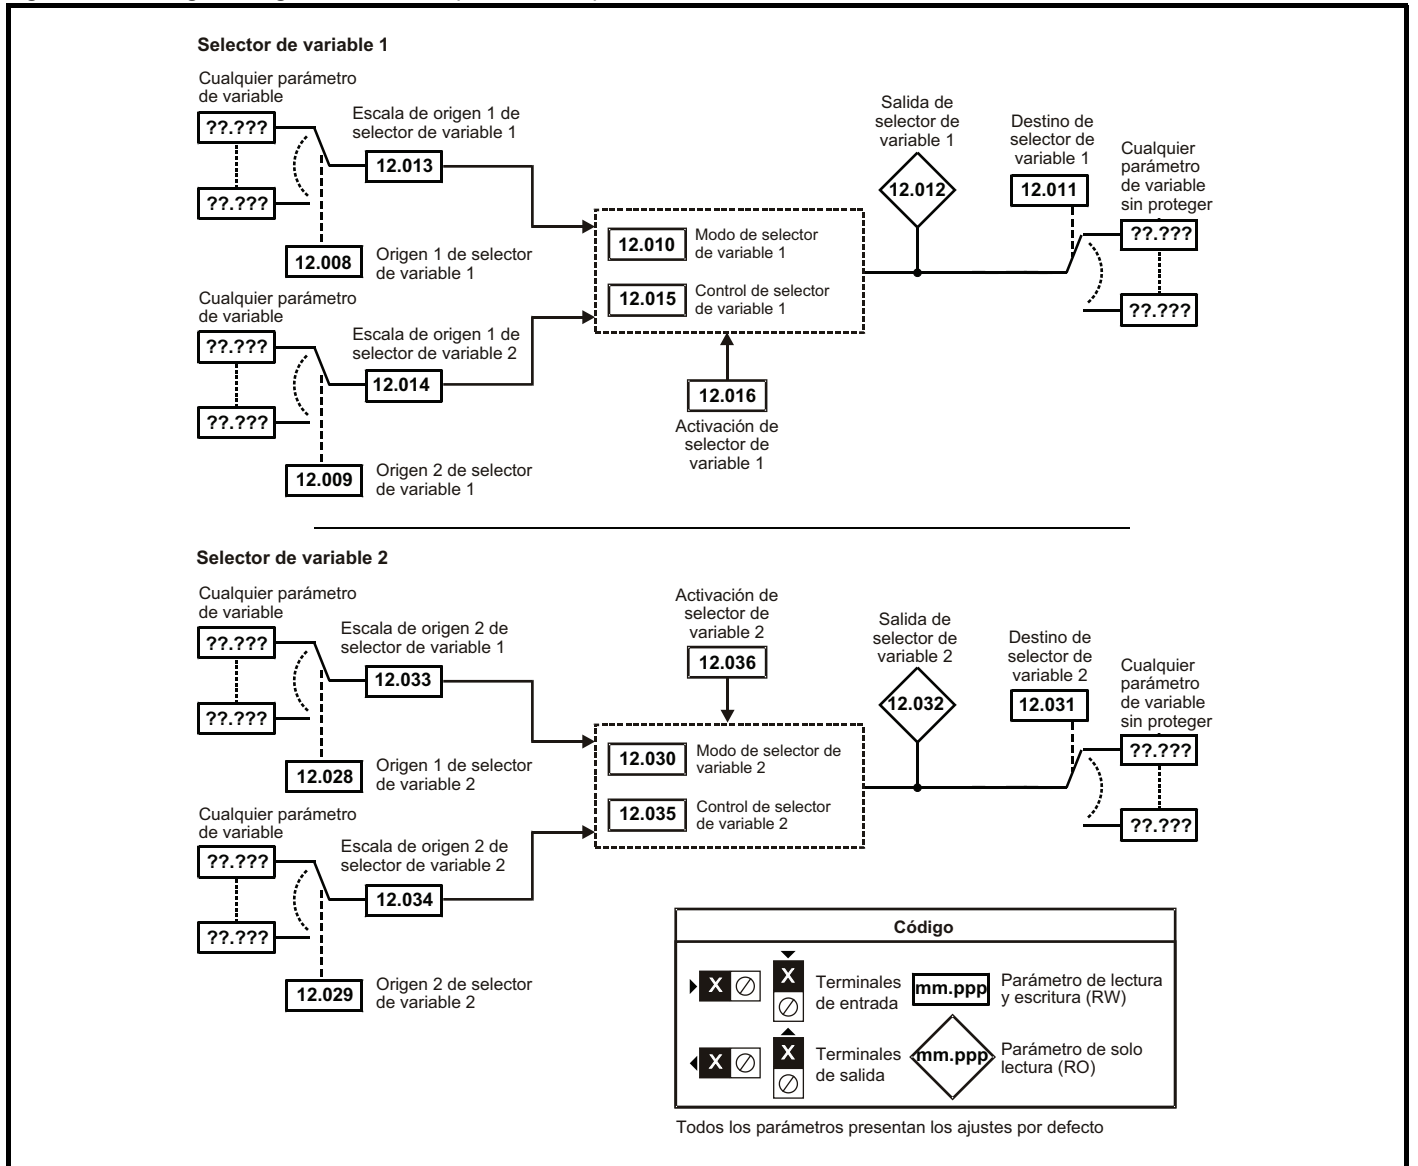 Selector de variable 1
Cualquier parámetro
de variable
??.???
??.???
Escala de origen 1 de
selector de variable 1
12.013
12.008
Origen 1 de selector
de variable 1
Cualquier parámetro
de variable
??.???
??.???
Escala de origen 1 de
selector de variable 2
12.014
12.009
Origen 2 de selector
de variable 1
12.010
Modo de selector
de variable 1
12.015
Control de selector
de variable 1
12.016
Activación de
selector de
variable 1
Salida de
selector de
variable 1
12.012
Destino de
selector de
variable 1
12.011
Cualquier
parámetro
de variable
sin proteger
??.???
??.???
Selector de variable 2
Cualquier parámetro
de variable
??.???
??.???
Escala de origen 2 de
selector de variable 1
12.033
12.028
Origen 1 de selector
de variable 2
Cualquier parámetro
de variable
??.???
??.???
Escala de origen 2 de
selector de variable 2
12.034
12.029
Origen 2 de selector
de variable 2
Activación de
selector de
variable 2
12.036
12.030
Modo de selector de
variable 2
12.035
Control de selector
de variable 2
Salida de
selector de
variable 2
12.032
Destino de
selector de
variable 2
12.031
Cualquier
parámetro
de variable
sin proteger
??.???
??.???
Código
X
X
Terminales
de entrada
mm.ppp
Parámetro de lectura
y escritura (RW)
X
X
Terminales
de salida
mm.ppp
Parámetro de solo
lectura (RO)
Todos los parámetros presentan los ajustes por defecto